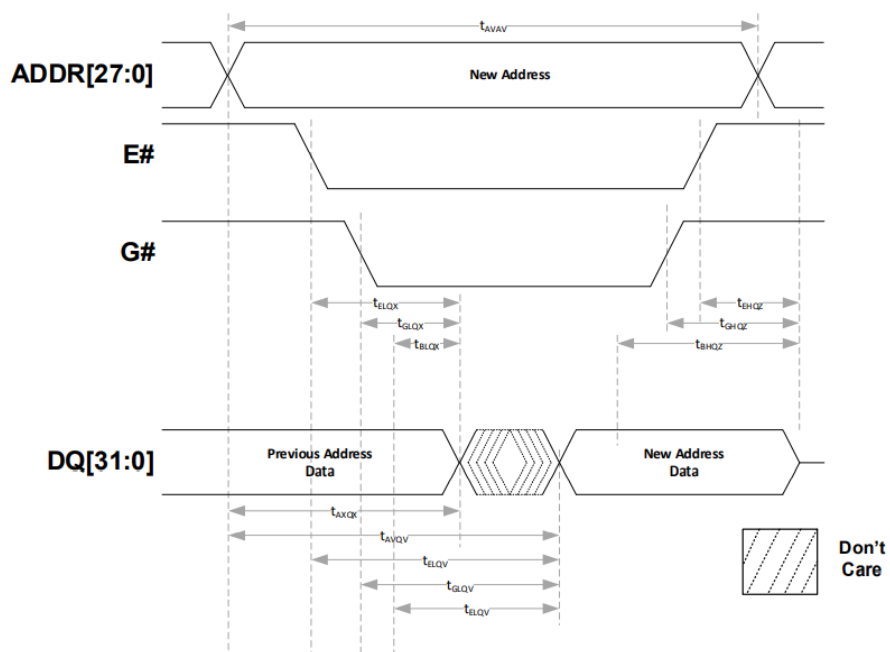 tAVAV
ADDR[27:0]
New Address
E#
G#
tELQX
tEHQZ
tGLQX
tGHQZ
tBLQX
tBHQZ
DQ[31:0]
Previous Address
Data
New Address
Data
tAXQX
tAVQV
tELQV
tGLQV
tELQV
Don't
Care